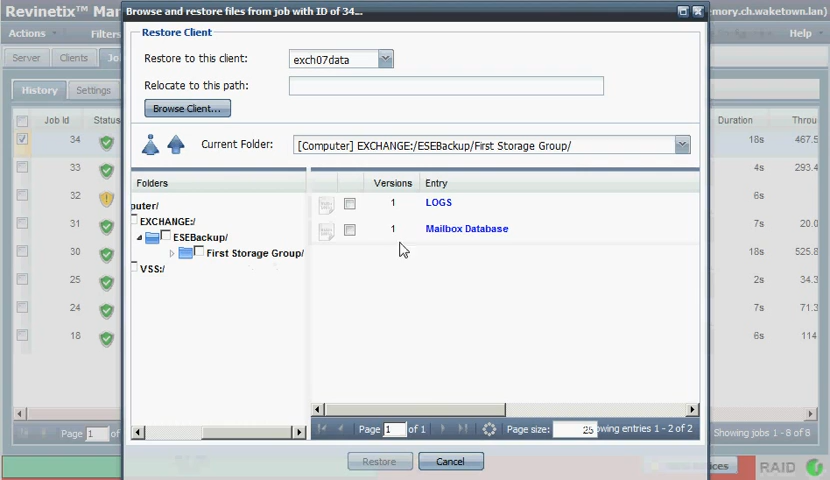 Revinetix™ Man
Browse and restore files from job with ID of 34...
emory.ch.waketown.lan)
Actions
Filters
Help
Server
Clients
Jo
History
Settings
Job Id
Status
Duration
Throu
34
18s
467.5
33
4s
293.4
32
6s
31
7s
20.0
30
18s
525.8
25
2s
34.3
24
7s
71.3
18
6s
114
Page 1 of
Showing jobs 1 - 8 of 8
Restore Client
Restore to this client:
exch07data
Relocate to this path:
Browse Client...
Current Folder:
[Computer] EXCHANGE:/ESEBackup/First Storage Group/
Folders
Versions
Entry
puter/
EXCHANGE:/
ESEBackup/
First Storage Group/
VSS:/
1
LOGS
1
Mailbox Database
Page 1 of 1
Page size: 25
owing entries 1 - 2 of 2
Restore
Cancel
RAID